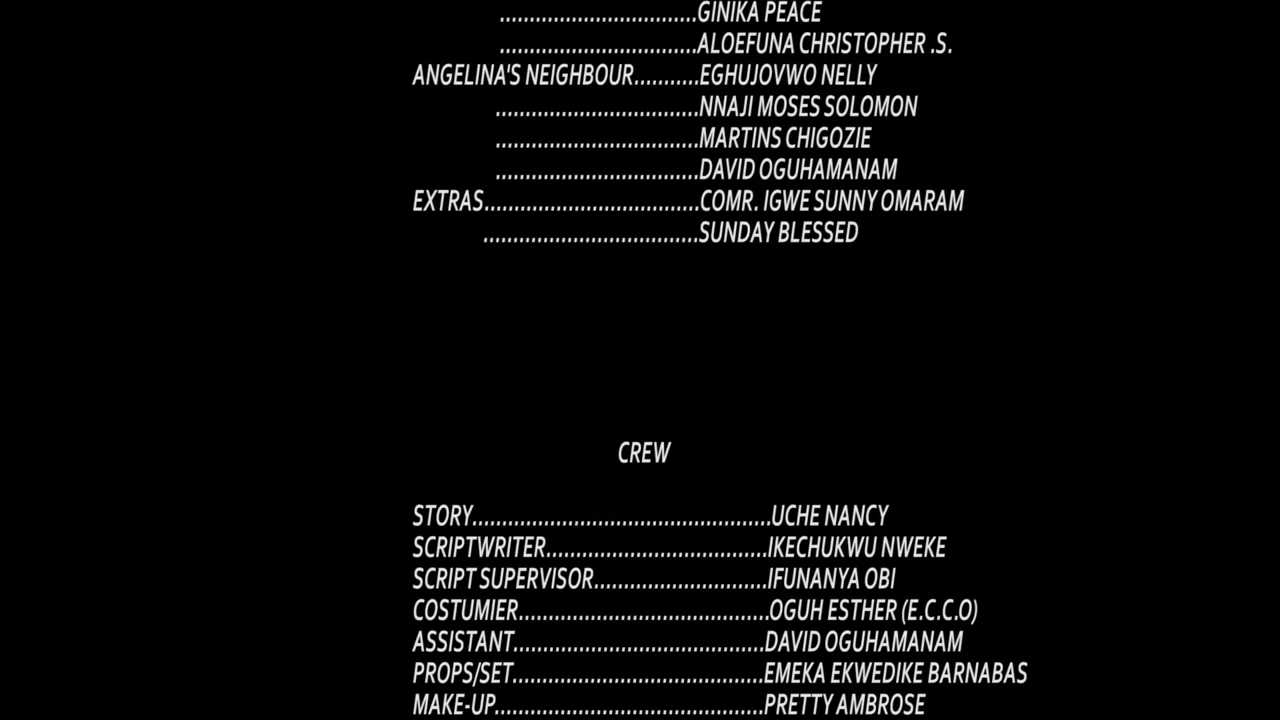 .................................GINIKA PEACE
.................................ALOEFUNA CHRISTOPHER .S.
ANGELINA'S NEIGHBOUR...........EGHUJOVWO NELLY
..................................NNAJI MOSES SOLOMON
..................................MARTINS CHIGOZIE
..................................DAVID OGUHAMANAM
EXTRAS....................................COMR. IGWE SUNNY OMARAM
....................................SUNDAY BLESSED
CREW
STORY..................................................UCHE NANCY
SCRIPTWRITER.....................................IKECHUKWU NWEKE
SCRIPT SUPERVISOR.............................IFUNANYA OBI
COSTUMIER..........................................OGUH ESTHER (E.C.C.O)
ASSISTANT..........................................DAVID OGUHAMANAM
PROPS/SET..........................................EMEKA EKWEDIKE BARNABAS
MAKE-UP.............................................PRETTY AMBROSE